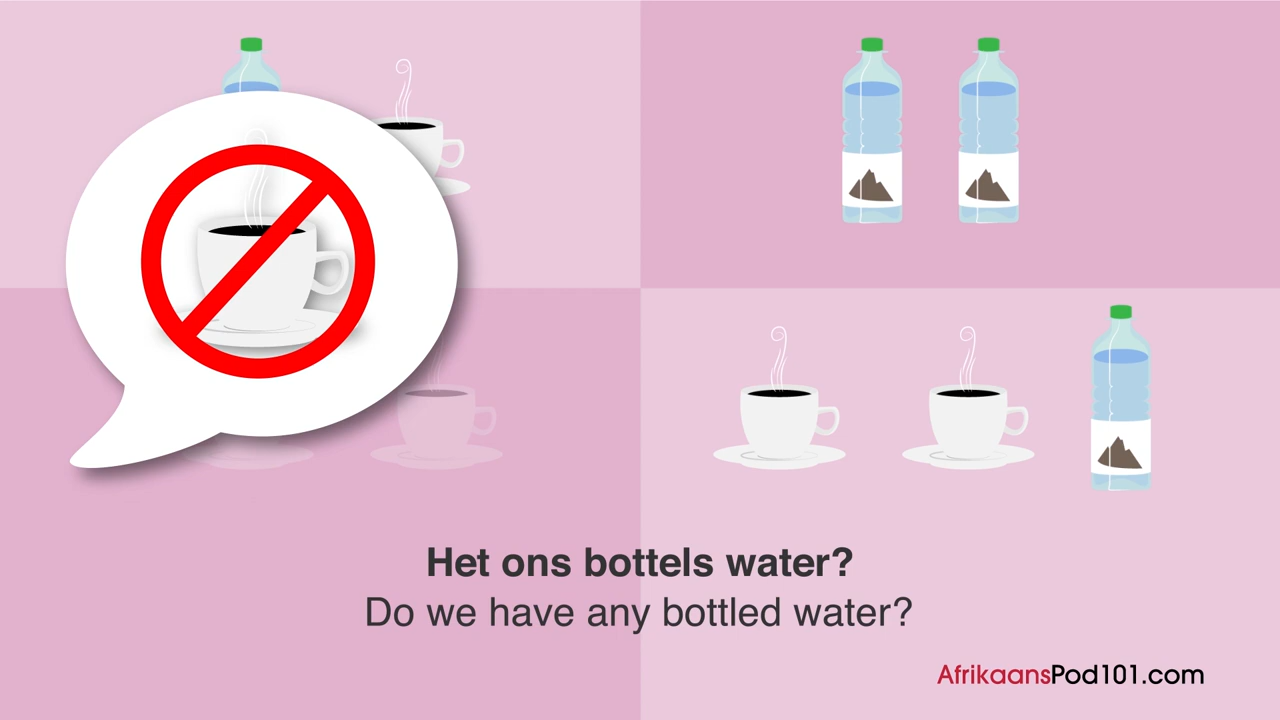 Het ons bottels water?
Do we have any bottled water?
AfrikaansPod101.com